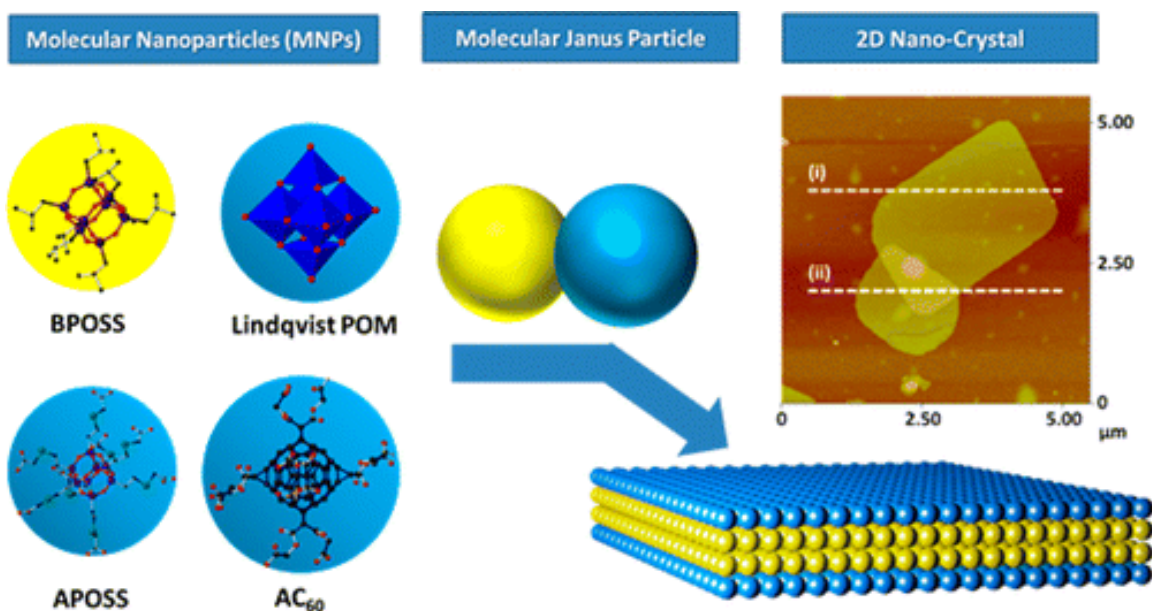 Molecular Nanoparticles (MNPs)
Molecular Janus Particle
2D Nano-Crystal
BPOSS
Lindqvist POM
APOSS
AC₆₀
(i)
(ii)
5.00
2.50
0
0
2.50
5.00
μm